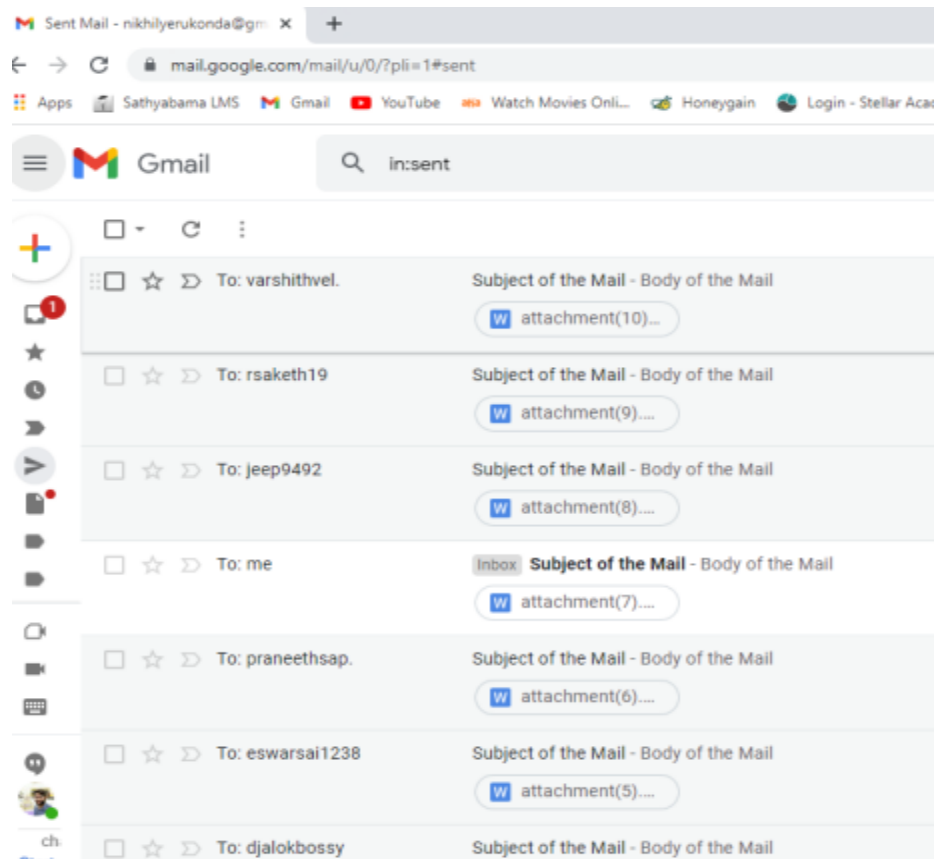 Sent Mail - nikhilyerukonda@gm
mail.google.com/mail/u/0/?pli=1#sent
Apps Sathyabama LMS Gmail YouTube Watch Movies Onli... Honeygain Login - Stellar Acad
Gmail in:sent
To: varshithvel. Subject of the Mail - Body of the Mail
W attachment(10)...
1
To: rsaketh19 Subject of the Mail - Body of the Mail
W attachment(9)....
To: jeep9492 Subject of the Mail - Body of the Mail
W attachment(8)....
To: me Inbox Subject of the Mail - Body of the Mail
W attachment(7)....
To: praneethsap. Subject of the Mail - Body of the Mail
W attachment(6)....
To: eswarsai1238 Subject of the Mail - Body of the Mail
W attachment(5)....
ch
To: djalokbossy Subject of the Mail - Body of the Mail